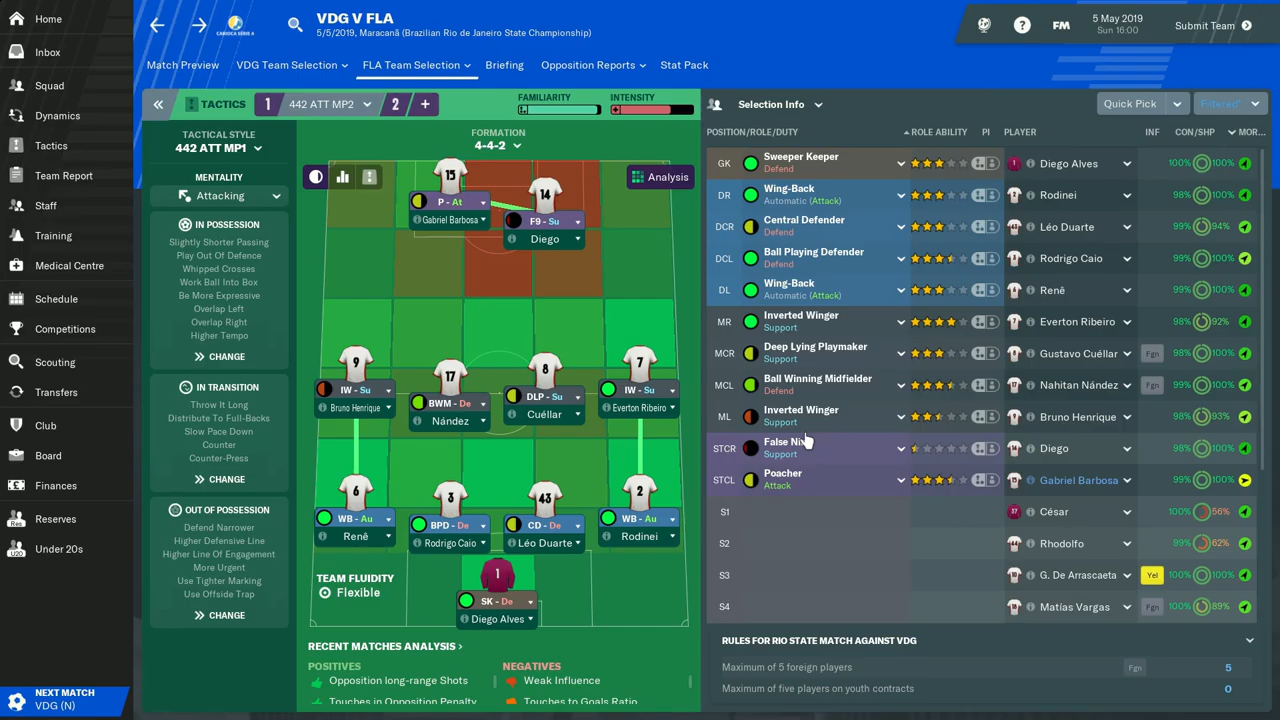 Home
Inbox
Squad
Dynamics
Tactics
Team Report
Staff
Training
Medical Centre
Schedule
Competitions
Scouting
Transfers
Club
Board
Finances
Reserves
Under 20s
NEXT MATCH
VDG (N)
CARIOCA SERIE A
VDG V FLA
5/5/2019, Maracanã (Brazilian Rio de Janeiro State Championship)
FM
5 May 2019
Sun 16:00
Submit Team
Match Preview
VDG Team Selection
FLA Team Selection
Briefing
Opposition Reports
Stat Pack
TACTICS
1
442 ATT MP2
2
+
FAMILIARITY
INTENSITY
TACTICAL STYLE
442 ATT MP1
MENTALITY
Attacking
IN POSSESSION
Slightly Shorter Passing
Play Out Of Defence
Whipped Crosses
Work Ball Into Box
Be More Expressive
Overlap Left
Overlap Right
Higher Tempo
CHANGE
IN TRANSITION
Throw It Long
Distribute To Full-Backs
Slow Pace Down
Counter
Counter-Press
CHANGE
OUT OF POSSESSION
Defend Narrower
Higher Defensive Line
Higher Line Of Engagement
More Urgent
Use Tighter Marking
Use Offside Trap
CHANGE
FORMATION
4-4-2
Analysis
15
P - At
Gabriel Barbosa
14
F9 - Su
Diego
9
IW - Su
Bruno Henrique
17
BWM - De
Nández
8
DLP - Su
Cuéllar
7
IW - Su
Everton Ribeiro
6
WB - Au
Renê
3
BPD - De
Rodrigo Caio
43
CD - De
Léo Duarte
2
WB - Au
Rodinei
1
SK - De
Diego Alves
TEAM FLUIDITY
Flexible
RECENT MATCHES ANALYSIS
POSITIVES
Opposition long-range Shots
Touches in Opposition Penalty
NEGATIVES
Weak Influence
Touches to Goals Ratio
Selection Info
Quick Pick
Filtered*
POSITION/ROLE/DUTY ROLE ABILITY PI PLAYER INF CON/SHP MOR...
GK Sweeper Keeper Diego Alves 100% 100%
Defend
DR Wing-Back Rodinei 98% 100%
Automatic (Attack)
DCR Central Defender Léo Duarte 99% 94%
Defend
DCL Ball Playing Defender Rodrigo Caio 99% 100%
Defend
DL Wing-Back Renê 99% 100%
Automatic (Attack)
MR Inverted Winger Everton Ribeiro 98% 92%
Support
MCR Deep Lying Playmaker Gustavo Cuéllar Fgn 98% 100%
Support
MCL Ball Winning Midfielder Nahitan Nández Fgn 99% 100%
Defend
ML Inverted Winger Bruno Henrique 98% 93%
Support
STCR False Ni Diego 98% 100%
Support
STCL Poacher Gabriel Barbosa 99% 100%
Attack
S1 César 100% 56%
S2 Rhodolfo 99% 62%
S3 G. De Arrascaeta Yel 100% 100%
S4 Matías Vargas Fgn 100% 89%
RULES FOR RIO STATE MATCH AGAINST VDG
Maximum of 5 foreign players Fgn 5
Maximum of five players on youth contracts 0